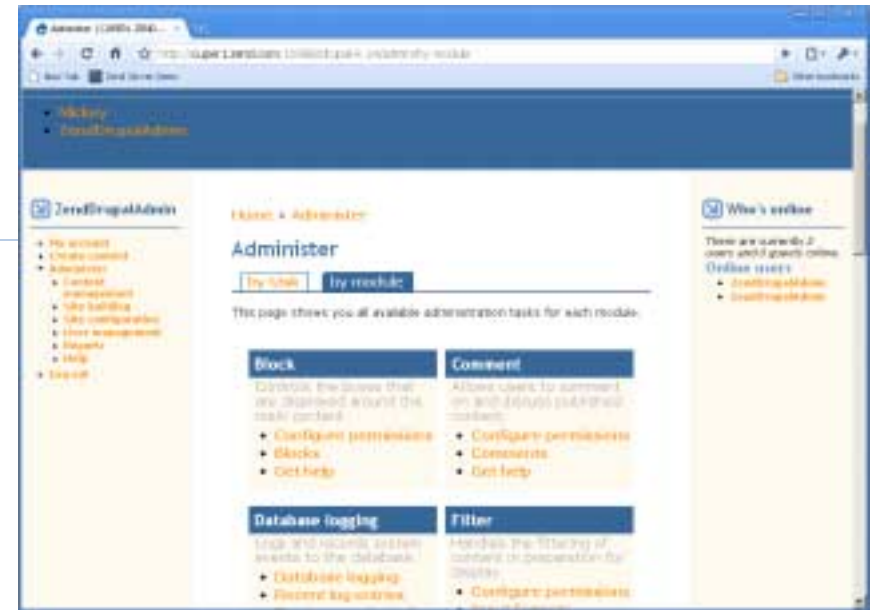 New Tab
Mickey
ZendDrupalAdmin
ZendDrupalAdmin
My account
Create content
Administer
Content
management
Site building
Site configuration
User management
Reports
Help
Log out
Home » Administer
Administer
by task
by module
This page shows you all available administration tasks for each module.
Block
Controls the boxes that
are displayed around the
main content.
Configure permissions
Blocks
Get help
Comment
Allows users to comment
on and discuss published
content.
Configure permissions
Comments
Get help
Database logging
Logs and records system
events to the database.
Database logging
Recent log entries
Filter
Handles the filtering of
content in preparation for
display.
Configure permissions
Who's online
There are currently 2
users and 0 guests online.
Online users
ZendDrupalAdmin
ZendDrupalAdmin